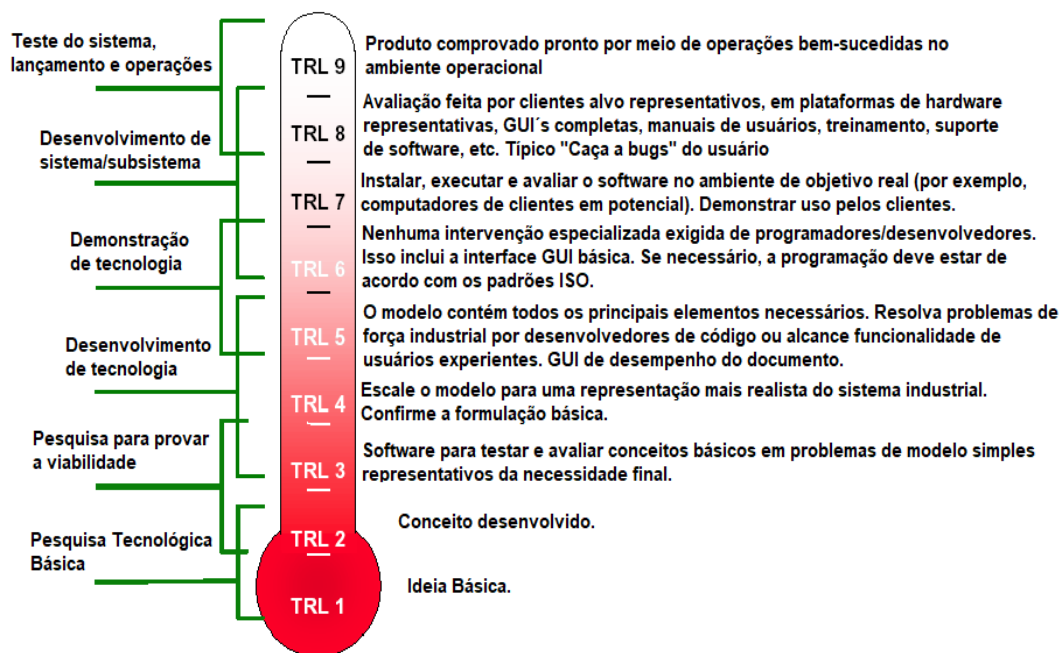 Teste do sistema,
lançamento e operações
TRL 9
Produto comprovado pronto por meio de operações bem-sucedidas no
ambiente operacional
Desenvolvimento de
sistema/subsistema
TRL 8
Avaliação feita por clientes alvo representativos, em plataformas de hardware
representativas, GUI´s completas, manuais de usuários, treinamento, suporte
de software, etc. Típico "Caça a bugs" do usuário
TRL 7
Instalar, executar e avaliar o software no ambiente de objetivo real (por exemplo,
computadores de clientes em potencial). Demonstrar uso pelos clientes.
Demonstração
de tecnologia
TRL 6
Nenhuma intervenção especializada exigida de programadores/desenvolvedores.
Isso inclui a interface GUI básica. Se necessário, a programação deve estar de
acordo com os padrões ISO.
Desenvolvimento
de tecnologia
TRL 5
O modelo contém todos os principais elementos necessários. Resolva problemas de
força industrial por desenvolvedores de código ou alcance funcionalidade de
usuários experientes. GUI de desempenho do documento.
TRL 4
Escale o modelo para uma representação mais realista do sistema industrial.
Confirme a formulação básica.
Pesquisa para provar
a viabilidade
TRL 3
Software para testar e avaliar conceitos básicos em problemas de modelo simples
representativos da necessidade final.
Pesquisa Tecnológica
Básica
TRL 2
Conceito desenvolvido.
TRL 1
Ideia Básica.